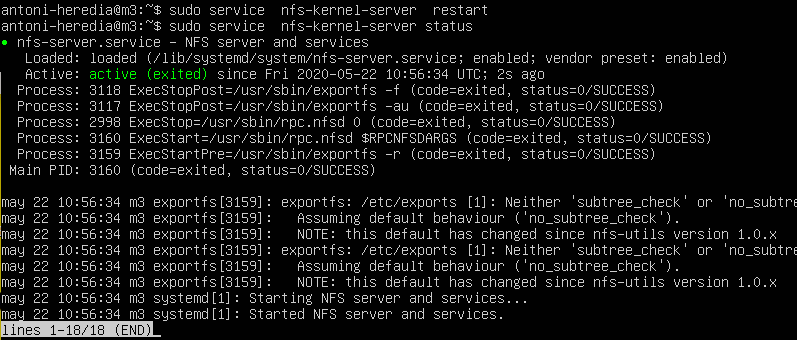 antoni-heredia@m3:~$ sudo service  nfs-kernel-server  restart
antoni-heredia@m3:~$ sudo service  nfs-kernel-server status
● nfs-server.service - NFS server and services
   Loaded: loaded (/lib/systemd/system/nfs-server.service; enabled; vendor preset: enabled)
   Active: active (exited) since Fri 2020-05-22 10:56:34 UTC; 2s ago
  Process: 3118 ExecStopPost=/usr/sbin/exportfs -f (code=exited, status=0/SUCCESS)
  Process: 3117 ExecStopPost=/usr/sbin/exportfs -au (code=exited, status=0/SUCCESS)
  Process: 2998 ExecStop=/usr/sbin/rpc.nfsd 0 (code=exited, status=0/SUCCESS)
  Process: 3160 ExecStart=/usr/sbin/rpc.nfsd $RPCNFSDARGS (code=exited, status=0/SUCCESS)
  Process: 3159 ExecStartPre=/usr/sbin/exportfs -r (code=exited, status=0/SUCCESS)
 Main PID: 3160 (code=exited, status=0/SUCCESS)
may 22 10:56:34 m3 exportfs[3159]: exportfs: /etc/exports [1]: Neither 'subtree_check' or 'no_subtre
may 22 10:56:34 m3 exportfs[3159]:   Assuming default behaviour ('no_subtree_check').
may 22 10:56:34 m3 exportfs[3159]:   NOTE: this default has changed since nfs-utils version 1.0.x
may 22 10:56:34 m3 exportfs[3159]: exportfs: /etc/exports [1]: Neither 'subtree_check' or 'no_subtre
may 22 10:56:34 m3 exportfs[3159]:   Assuming default behaviour ('no_subtree_check').
may 22 10:56:34 m3 exportfs[3159]:   NOTE: this default has changed since nfs-utils version 1.0.x
may 22 10:56:34 m3 systemd[1]: Starting NFS server and services...
may 22 10:56:34 m3 systemd[1]: Started NFS server and services.
lines 1-18/18 (END)